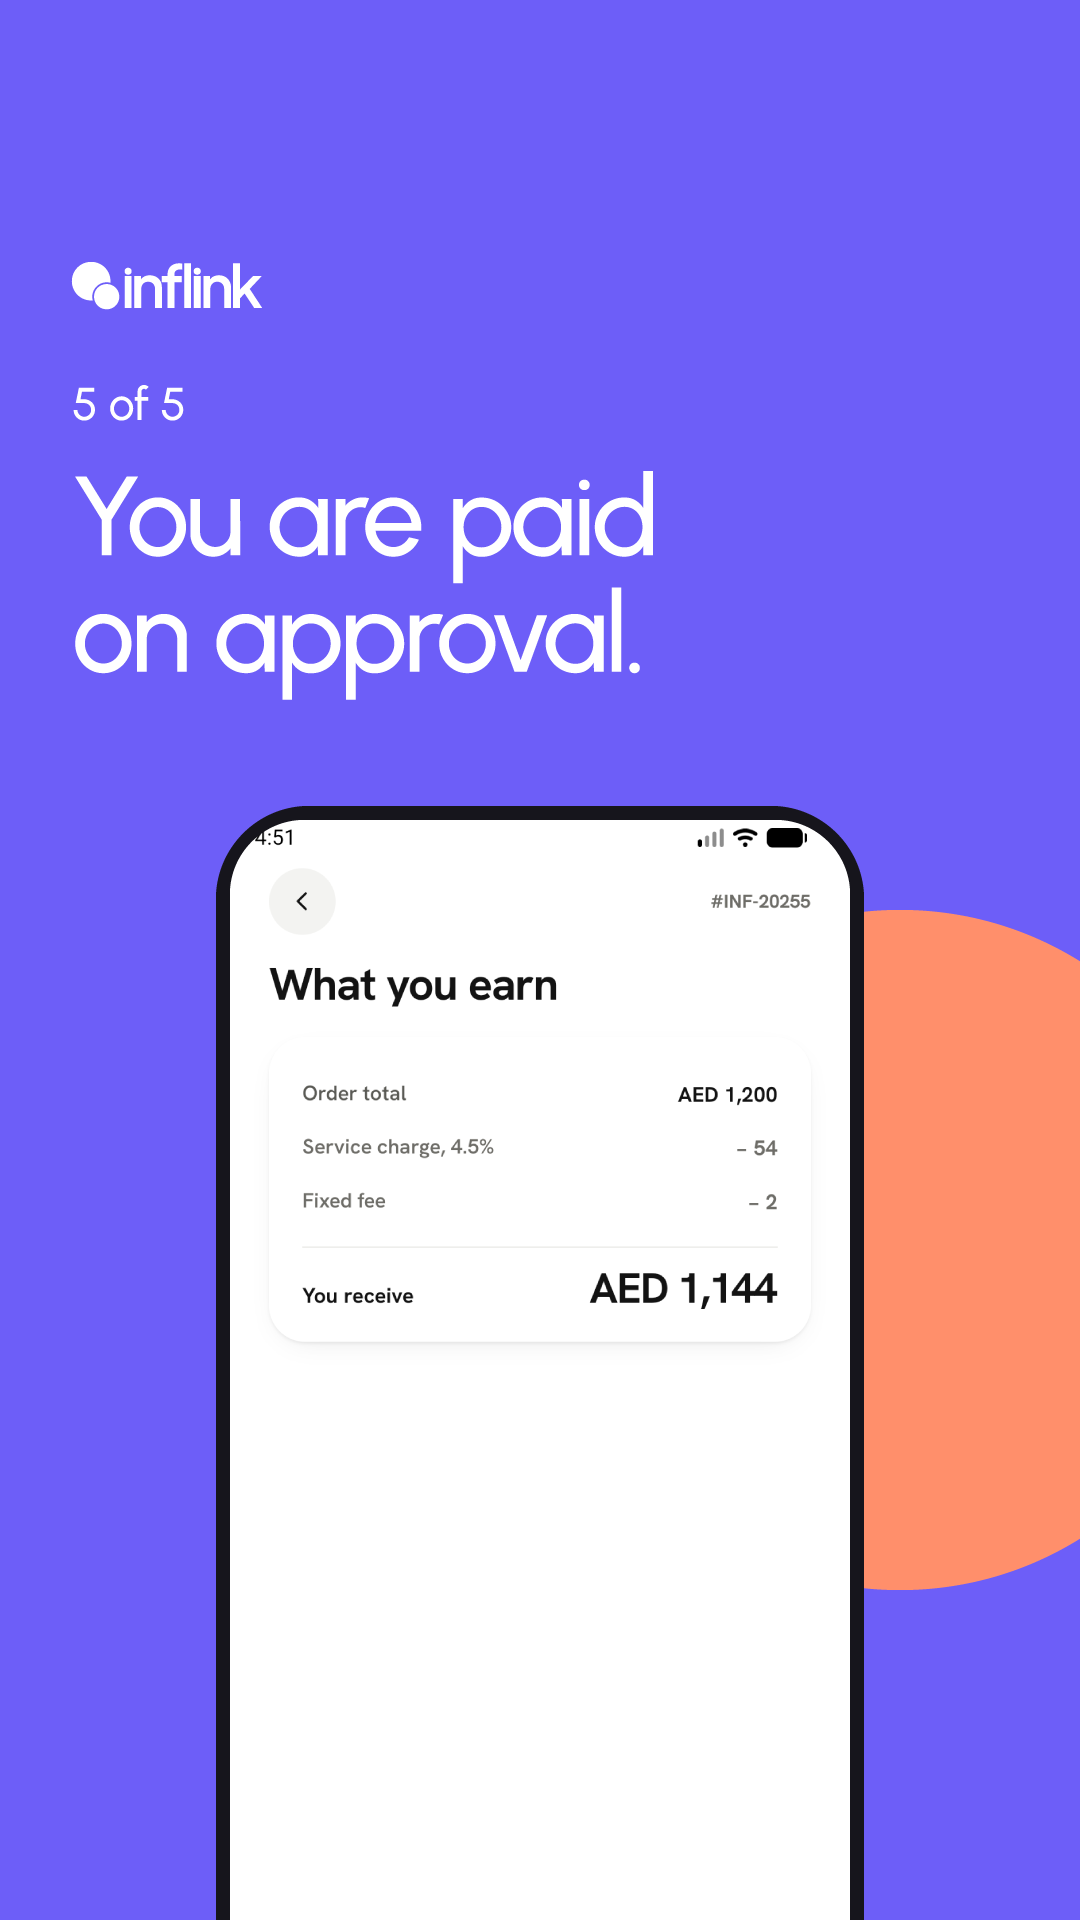 inflink
5 of 5
You are paid
on approval.
4:51
#INF-20255
What you earn
Order total AED 1,200
Service charge, 4.5% – 54
Fixed fee – 2
You receive AED 1,144